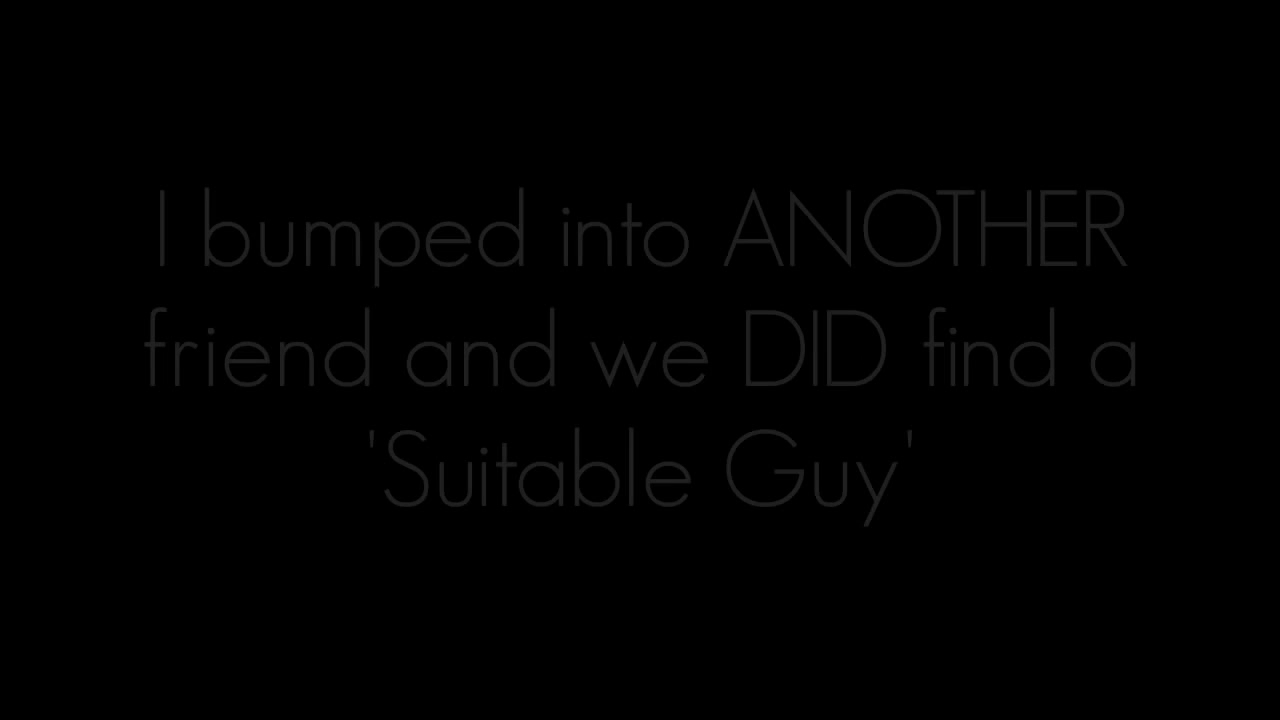 I bumped into ANOTHER
friend and we DID find a
'Suitable Guy'